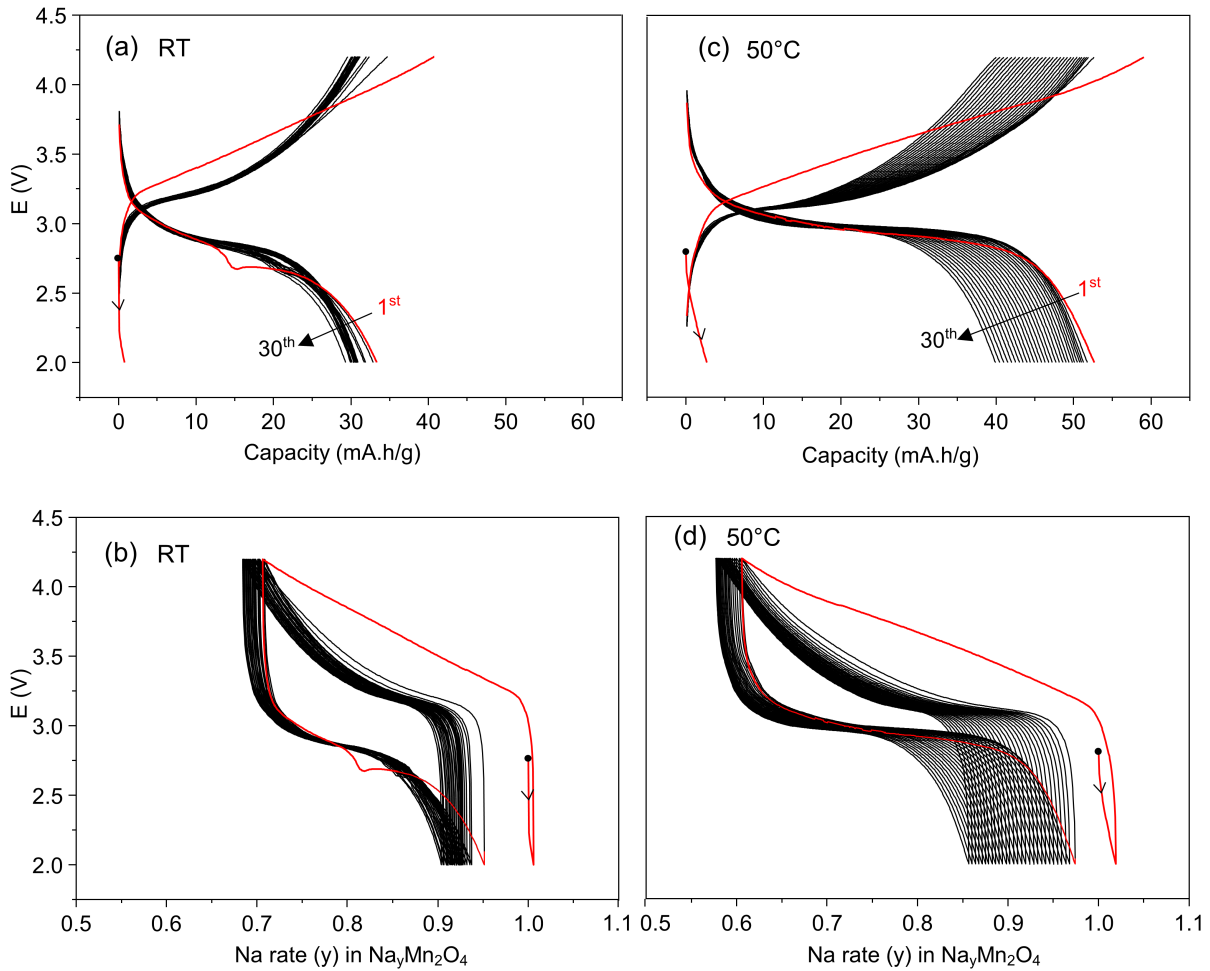 (a) RT
4.5
4.0
3.5
3.0
2.5
2.0
E (V)
1st
30th
0 10 20 30 40 50 60
Capacity (mA.h/g)
(c) 50°C
1st
30th
0 10 20 30 40 50 60
Capacity (mA.h/g)
(b) RT
4.5
4.0
3.5
3.0
2.5
2.0
E (V)
0.5 0.6 0.7 0.8 0.9 1.0 1.1
Na rate (y) in NayMn2O4
(d) 50°C
0.5 0.6 0.7 0.8 0.9 1.0 1.1
Na rate (y) in NayMn2O4